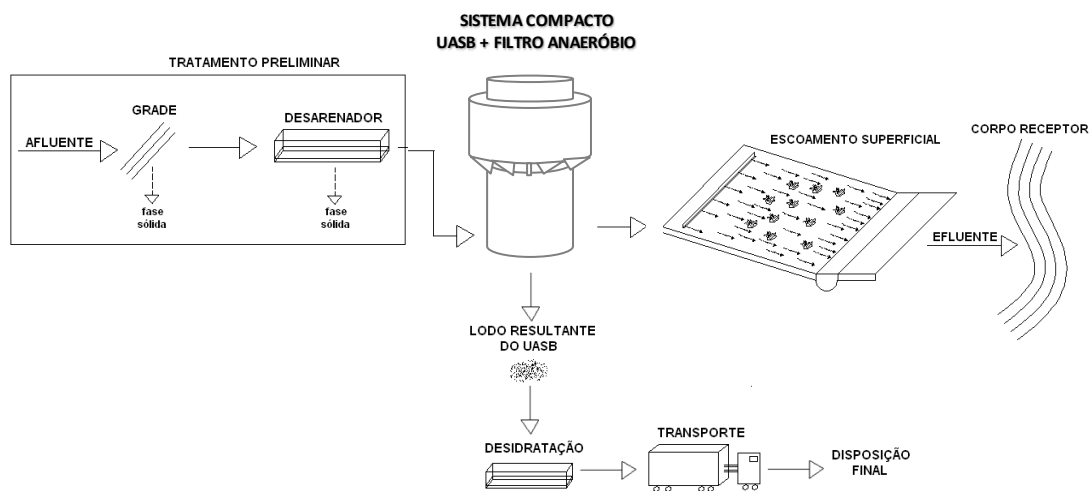 SISTEMA COMPACTO
UASB + FILTRO ANAERÓBIO
TRATAMENTO PRELIMINAR
GRADE
DESARENADOR
AFLUENTE
fase
sólida
fase
sólida
ESCOAMENTO SUPERFICIAL
CORPO RECEPTOR
EFLUENTE
LODO RESULTANTE
DO UASB
DESIDRATAÇÃO
TRANSPORTE
DISPOSIÇÃO
FINAL